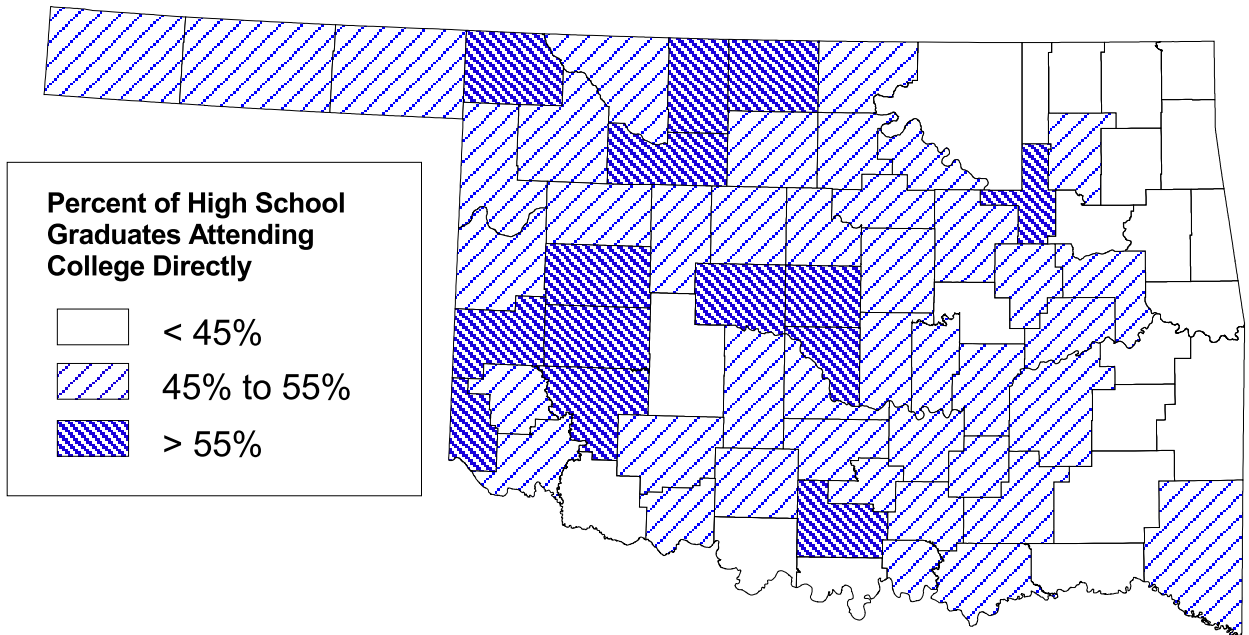 Percent of High School
Graduates Attending
College Directly
< 45%
45% to 55%
> 55%